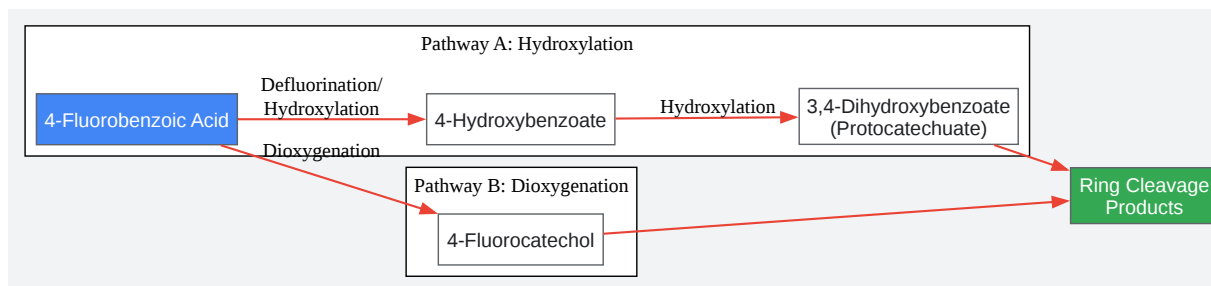 Pathway A: Hydroxylation
4-Fluorobenzoic Acid
Defluorination/
Hydroxylation
4-Hydroxybenzoate
Hydroxylation
3,4-Dihydroxybenzoate
(Protocatechuate)
Dioxygenation
Pathway B: Dioxygenation
4-Fluorocatechol
Ring Cleavage
Products